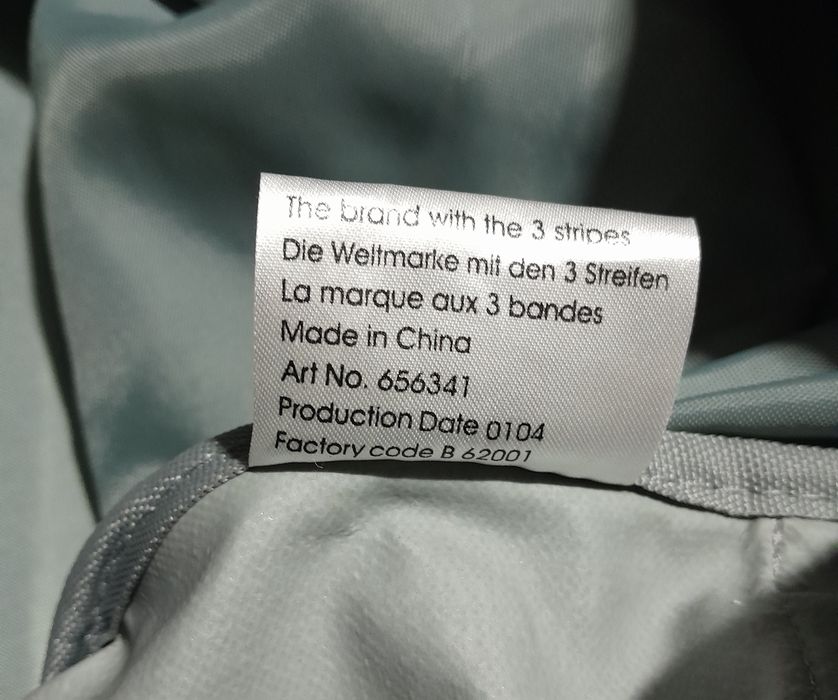 The brand with the 3 stripes
Die Weltmarke mit den 3 Streifen
La marque aux 3 bandes
Made in China
Art No. 656341
Production Date 0104
Factory code B 62001